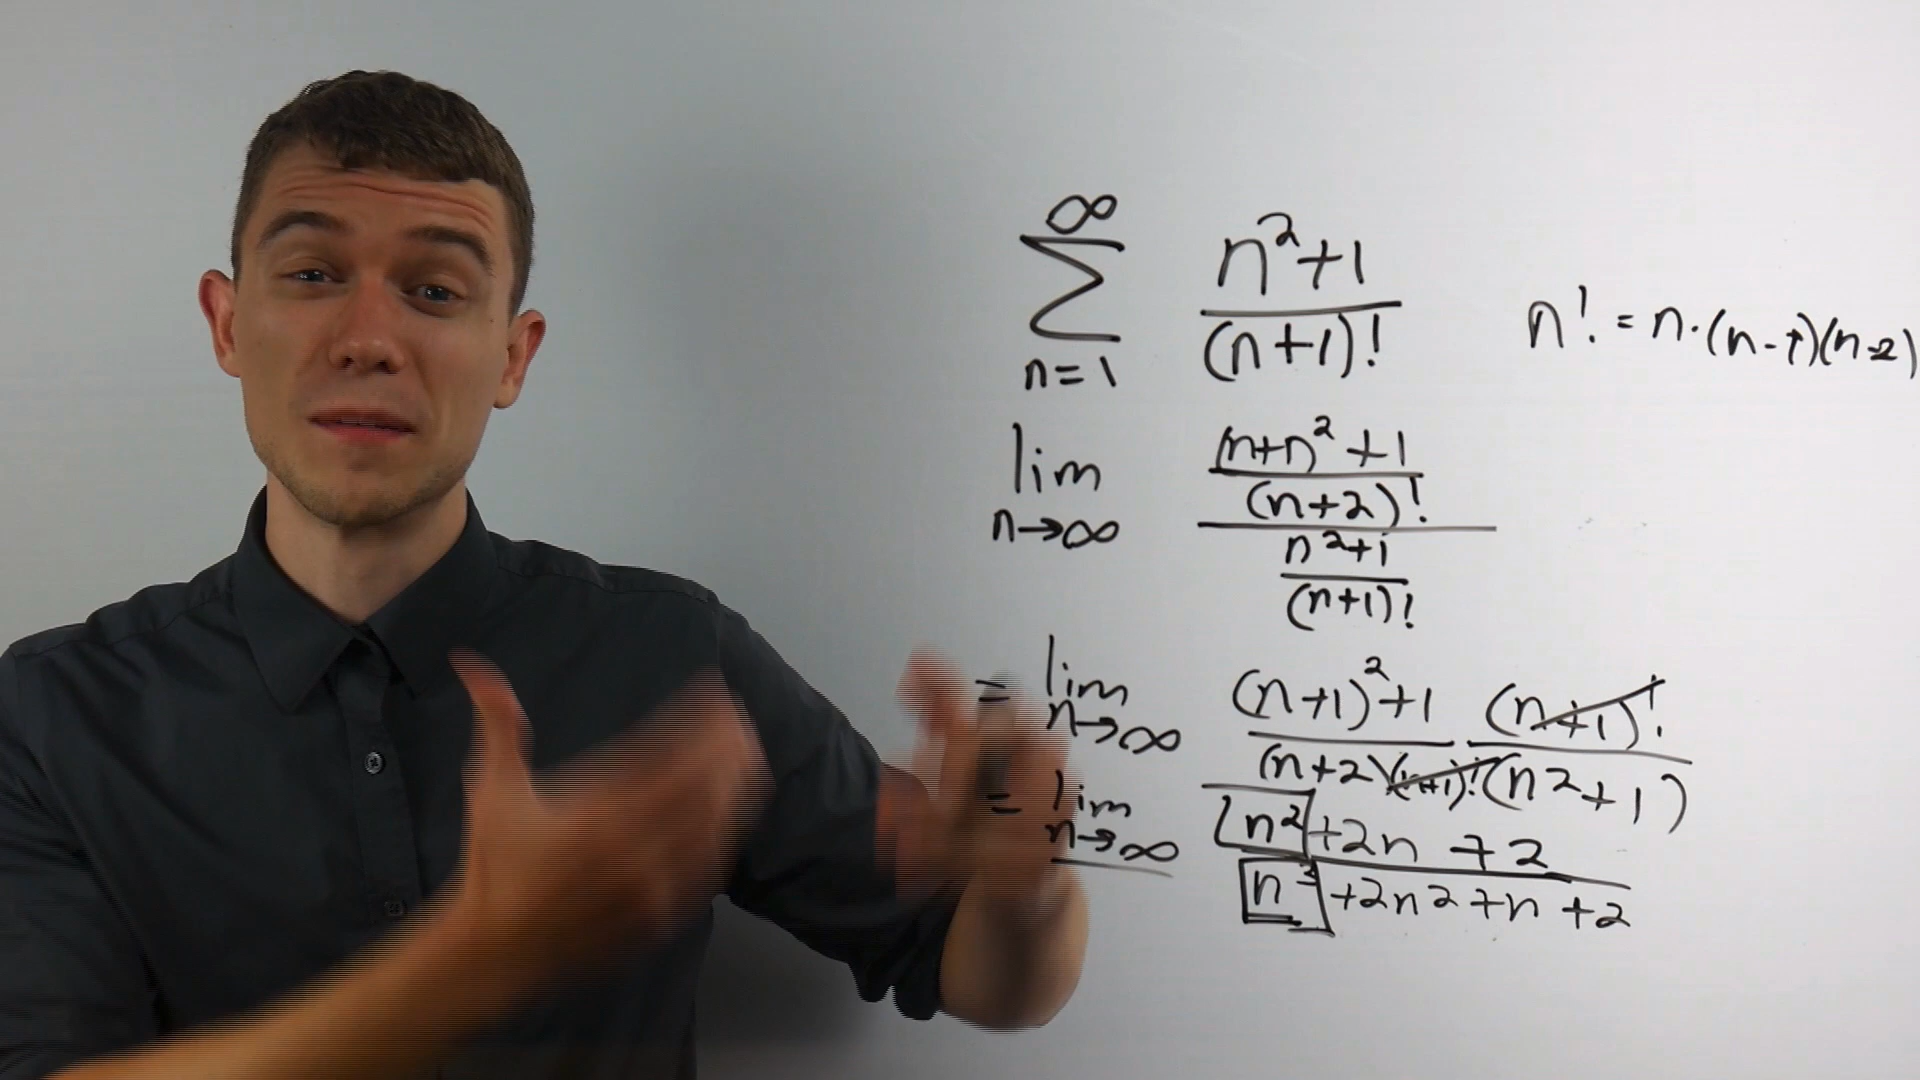 ∞
∑ n²+1
n=1 (n+1)!
n! = n·(n-1)(n-2)
lim (n+1)²+1
(n+2)!
n→∞ n²+1
(n+1)!
= lim (n+1)²+1 (n+1)!
n→∞ (n+2)(n+1)!(n²+1)
= lim n²+2n+2
n→∞ n³+2n²+n+2